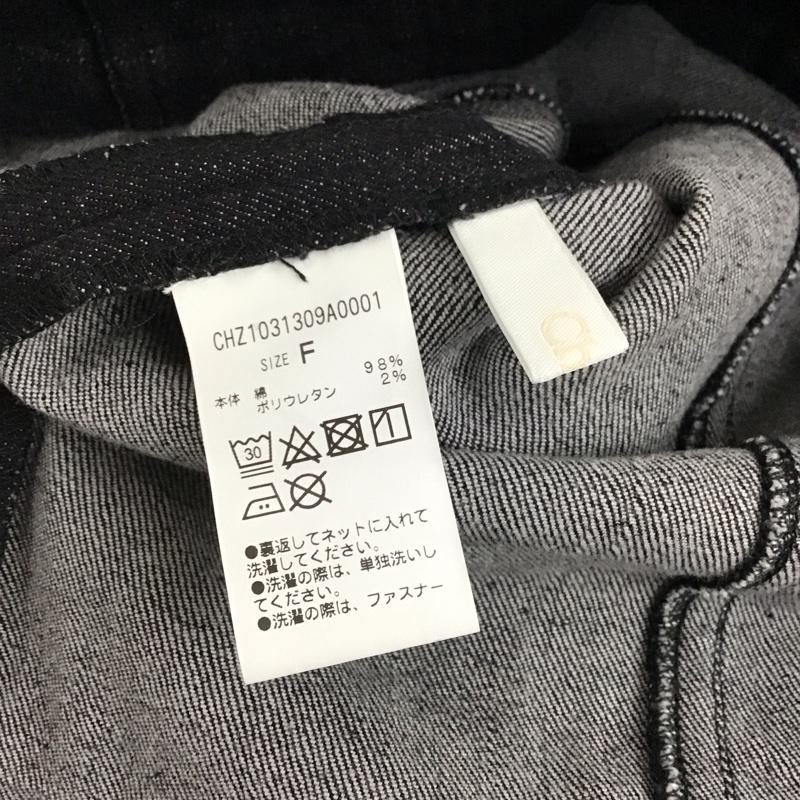 CHZ1031309A0001
SIZE F
本体 綿 98%
ポリウレタン 2%
30
●裏返してネットに入れて
洗濯してください。
●洗濯の際は、単独洗いし
てください。
●洗濯の際は、ファスナー